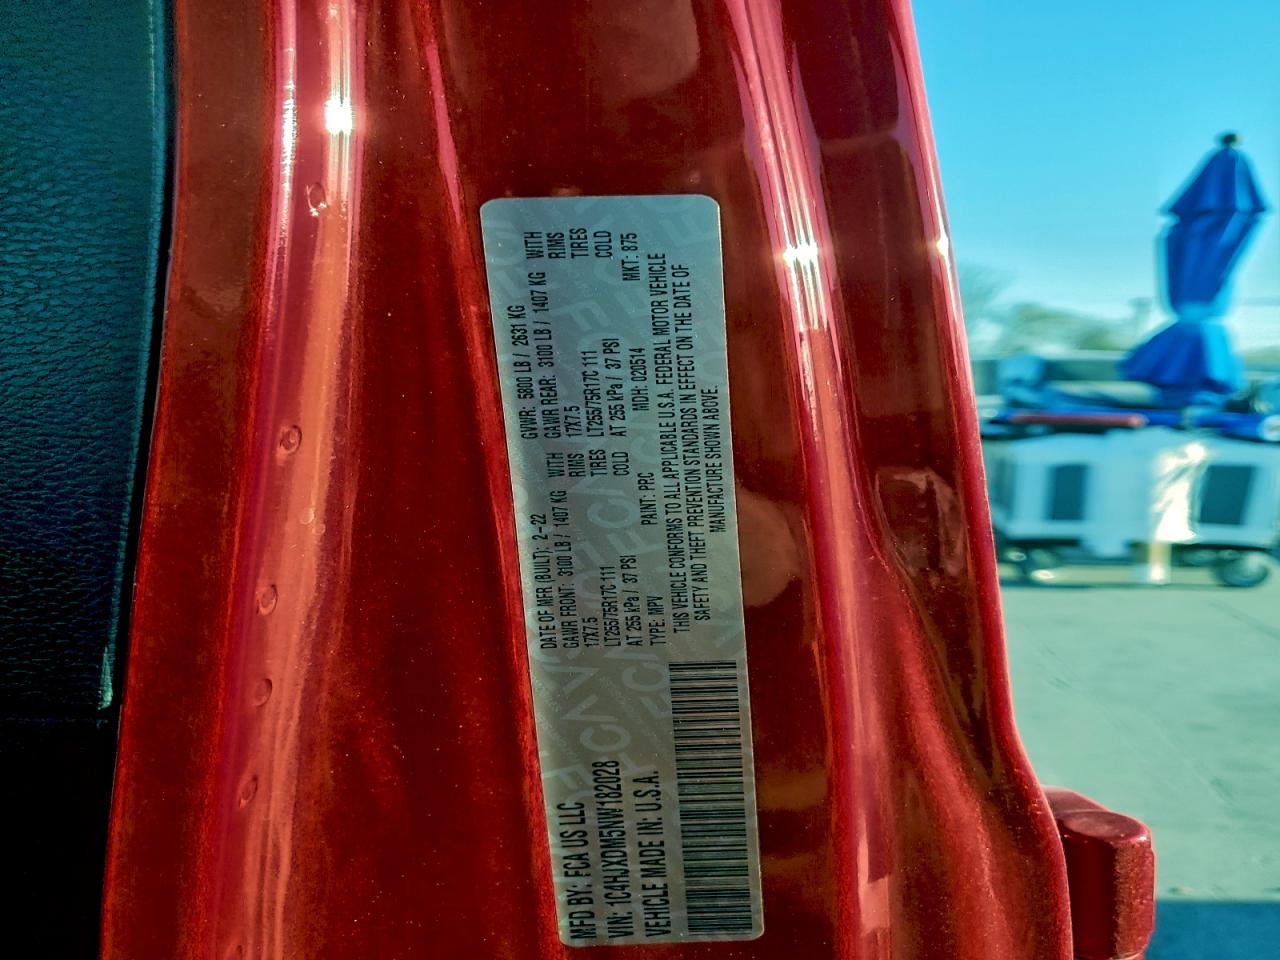 MFD BY: FCA US LLC
DATE OF MFR (BUILT): 2-22
GVWR: 5800 LB / 2631 KG
GAWR FRONT: 3100 LB / 1407 KG WITH
GAWR REAR: 3100 LB / 1407 KG WITH
17X7.5 RIMS
17X7.5 RIMS
LT255/75R17C 111 TIRES
LT255/75R17C 111 TIRES
AT 255 kPa / 37 PSI COLD
AT 255 kPa / 37 PSI COLD
VIN: 1C4HJXDM5NW182028
TYPE: MPV PAINT: PRC MDH: 020514 MKT: 875
VEHICLE MADE IN: U.S.A.
THIS VEHICLE CONFORMS TO ALL APPLICABLE U.S.A. FEDERAL MOTOR VEHICLE
SAFETY AND THEFT PREVENTION STANDARDS IN EFFECT ON THE DATE OF
MANUFACTURE SHOWN ABOVE.